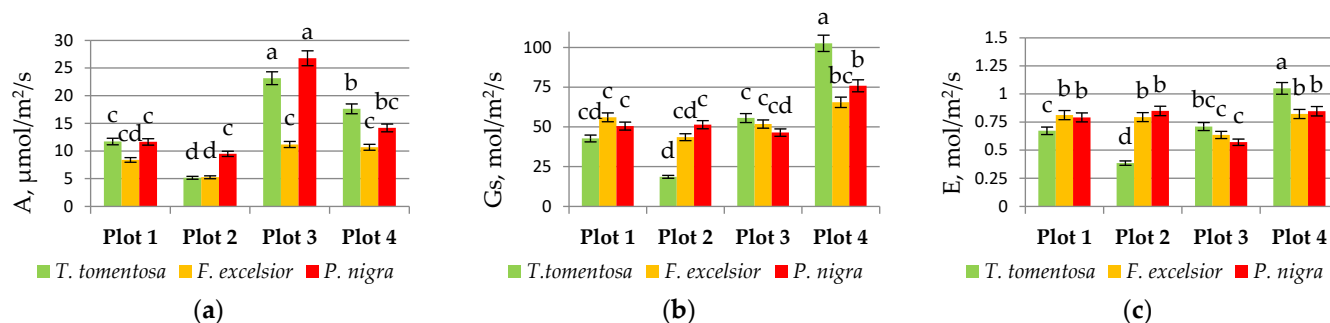 A, µmol/m²/s
30
25
20
15
10
5
0
c cd c
d d c
a c a
b c bc
Plot 1 Plot 2 Plot 3 Plot 4
T. tomentosa F. excelsior P. nigra
(a)
Gs, mol/m²/s
100
75
50
25
0
cd c c
d cd c
c c cd
a bc b
Plot 1 Plot 2 Plot 3 Plot 4
T.tomentosa F. excelsior P. nigra
(b)
E, mol/m²/s
1.5
1.25
1
0.75
0.5
0.25
0
c b b
d b b
bc c c
a b b
Plot 1 Plot 2 Plot 3 Plot 4
T. tomentosa F. excelsior P. nigra
(c)